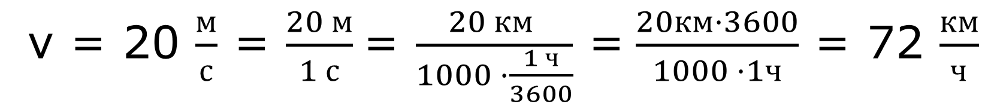 v = 20 м/с = 20 м/1 с = 20 км/(1000 · 1 ч/3600) = 20км·3600/(1000 ·1ч) = 72 км/ч